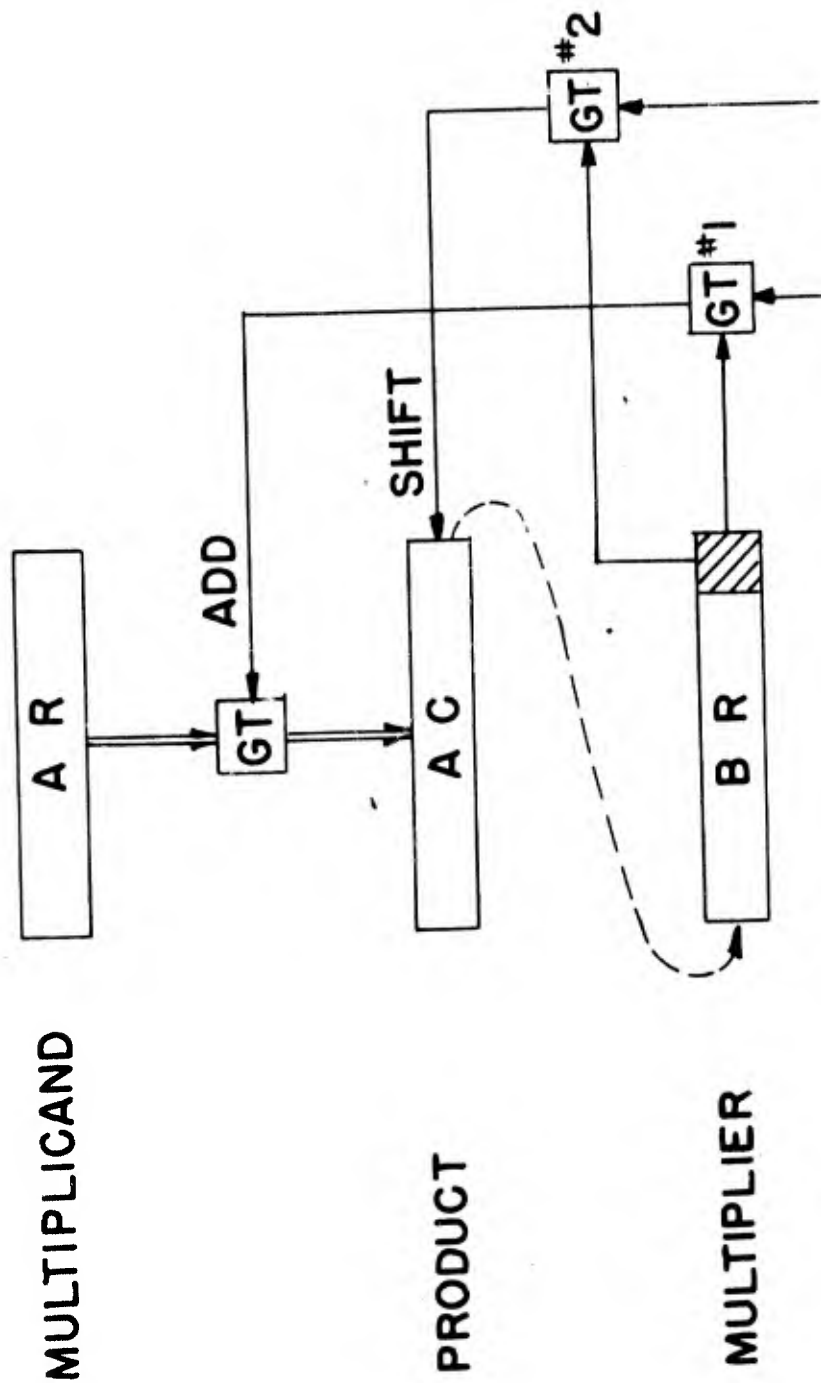 MULTIPLICAND
A R
ADD
GT
SHIFT
PRODUCT
A C
GT #2
GT #1
MULTIPLIER
B R